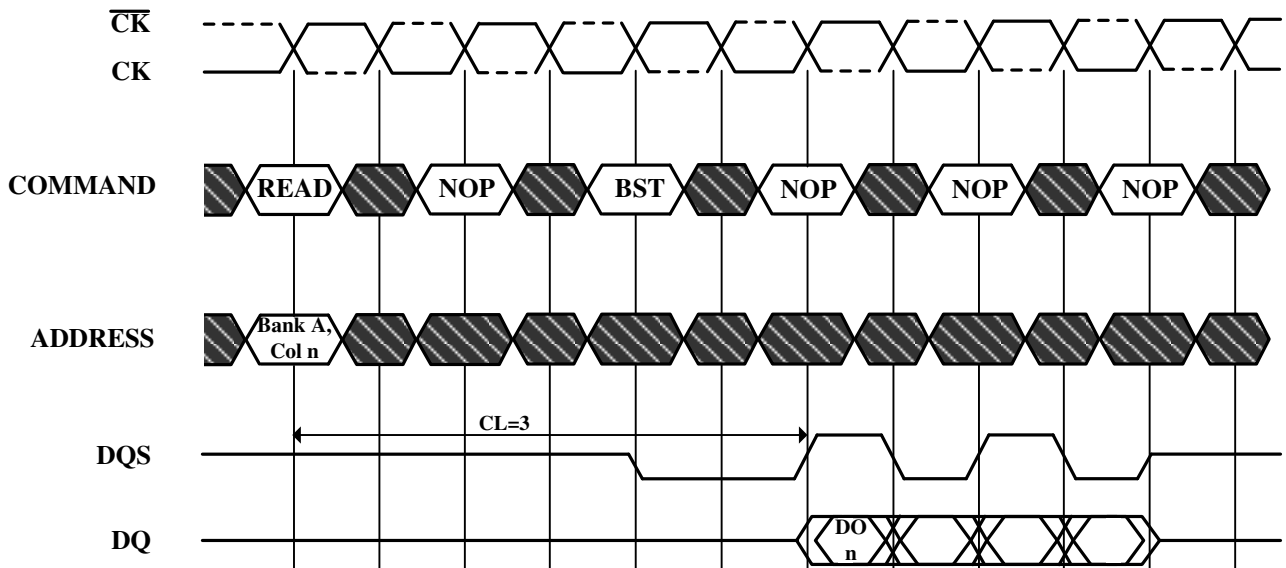 CK
CK
COMMAND
READ
NOP
BST
NOP
NOP
NOP
ADDRESS
Bank A,
Col n
CL=3
DQS
DQ
DO
n